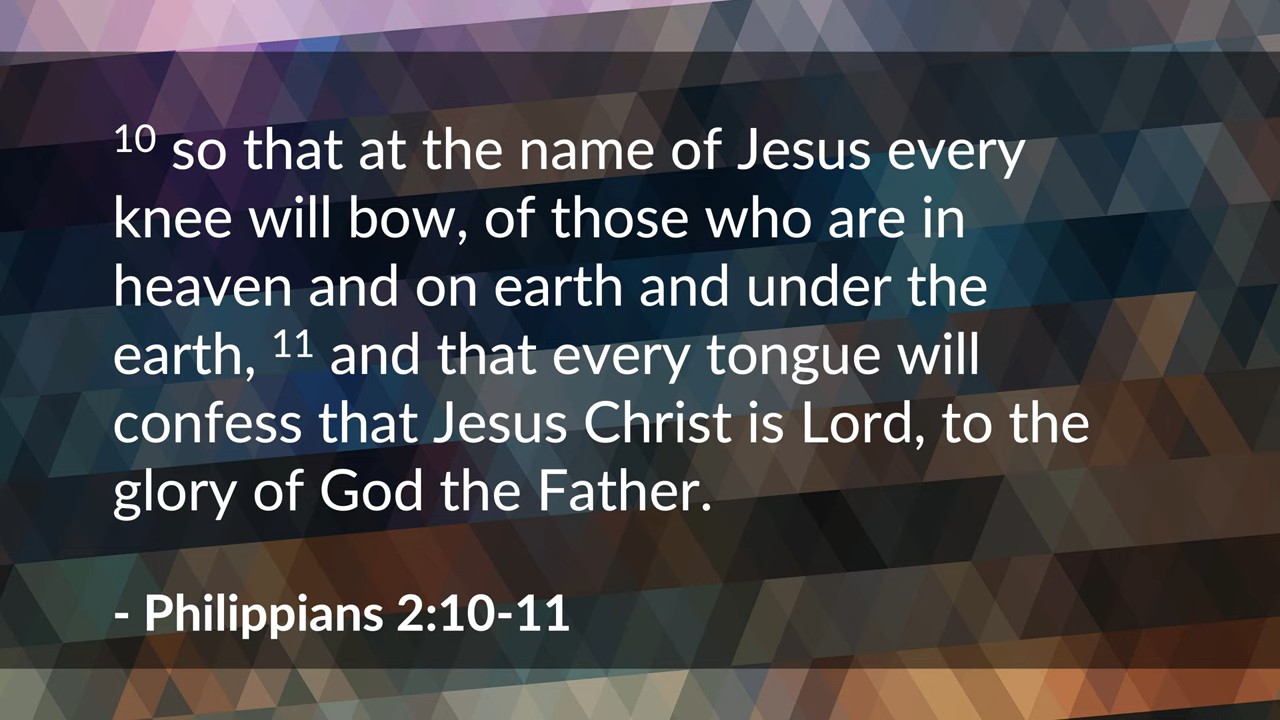 10 so that at the name of Jesus every
knee will bow, of those who are in
heaven and on earth and under the
earth, 11 and that every tongue will
confess that Jesus Christ is Lord, to the
glory of God the Father.
- Philippians 2:10-11